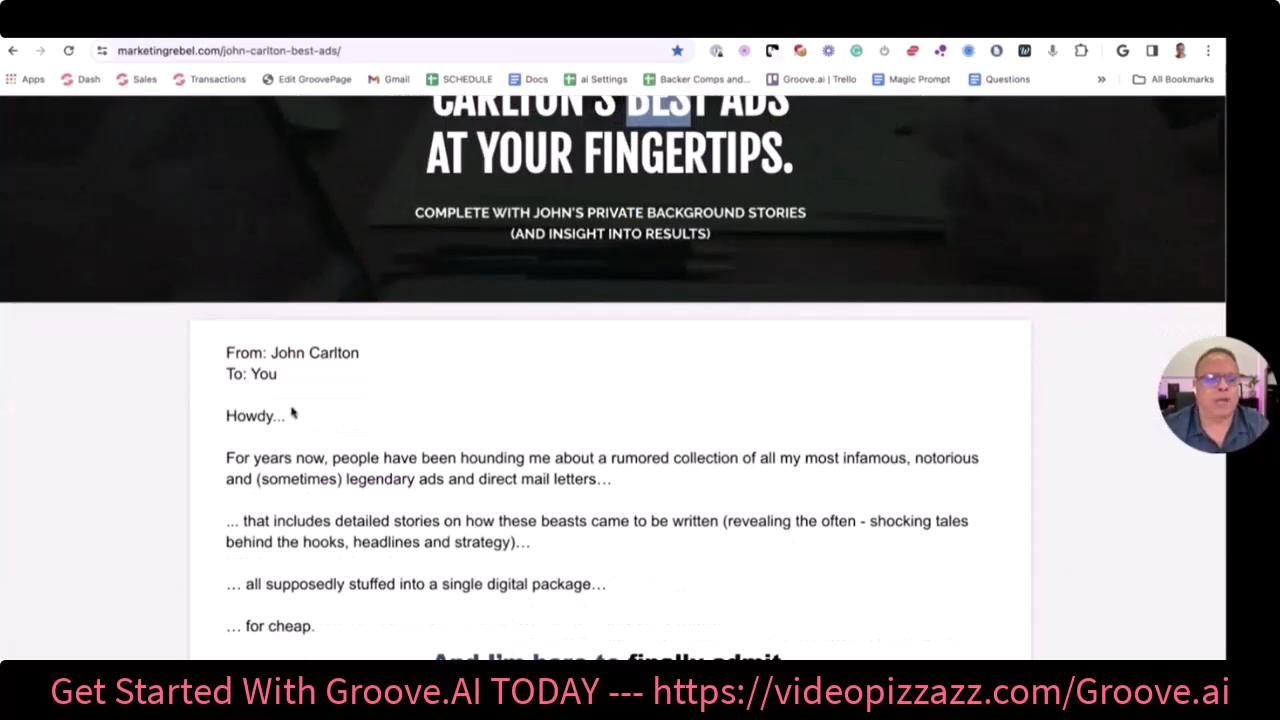 marketingrebel.com/john-carlton-best-ads/
Apps Dash Sales Transactions Edit GroovePage Gmail SCHEDULE Docs ai Settings Backer Comps and... Groove.ai | Trello Magic Prompt Questions » All Bookmarks
CARLTON'S BEST ADS
AT YOUR FINGERTIPS.
COMPLETE WITH JOHN'S PRIVATE BACKGROUND STORIES
(AND INSIGHT INTO RESULTS)
From: John Carlton
To: You
Howdy...
For years now, people have been hounding me about a rumored collection of all my most infamous, notorious
and (sometimes) legendary ads and direct mail letters…
... that includes detailed stories on how these beasts came to be written (revealing the often - shocking tales
behind the hooks, headlines and strategy)…
… all supposedly stuffed into a single digital package…
… for cheap.
And I'm here to finally admit
Get Started With Groove.AI TODAY --- https://videopizzazz.com/Groove.ai